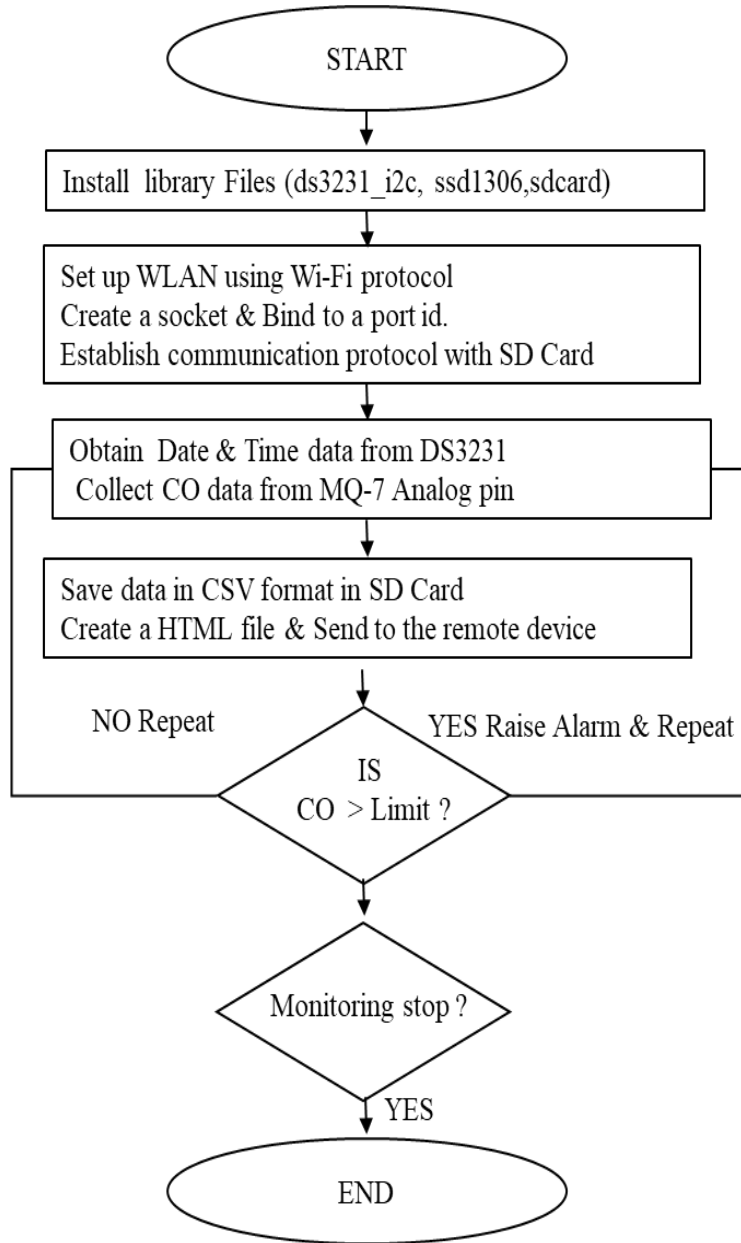 START
Install library Files (ds3231_i2c, ssd1306,sdcard)
Set up WLAN using Wi-Fi protocol
Create a socket & Bind to a port id.
Establish communication protocol with SD Card
Obtain Date & Time data from DS3231
Collect CO data from MQ-7 Analog pin
Save data in CSV format in SD Card
Create a HTML file & Send to the remote device
NO Repeat
YES Raise Alarm & Repeat
IS
CO > Limit ?
Monitoring stop ?
YES
END